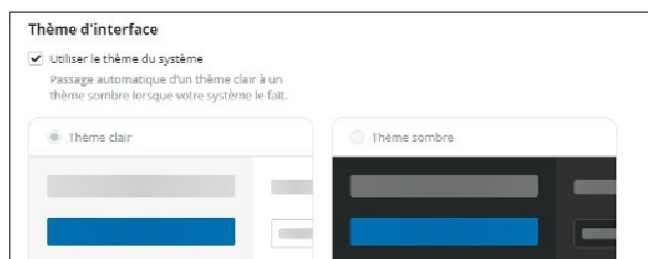 Thème d'interface
Utiliser le thème du système
Passage automatique d'un thème clair à un
thème sombre lorsque votre système le fait.
Thème clair
Thème sombre